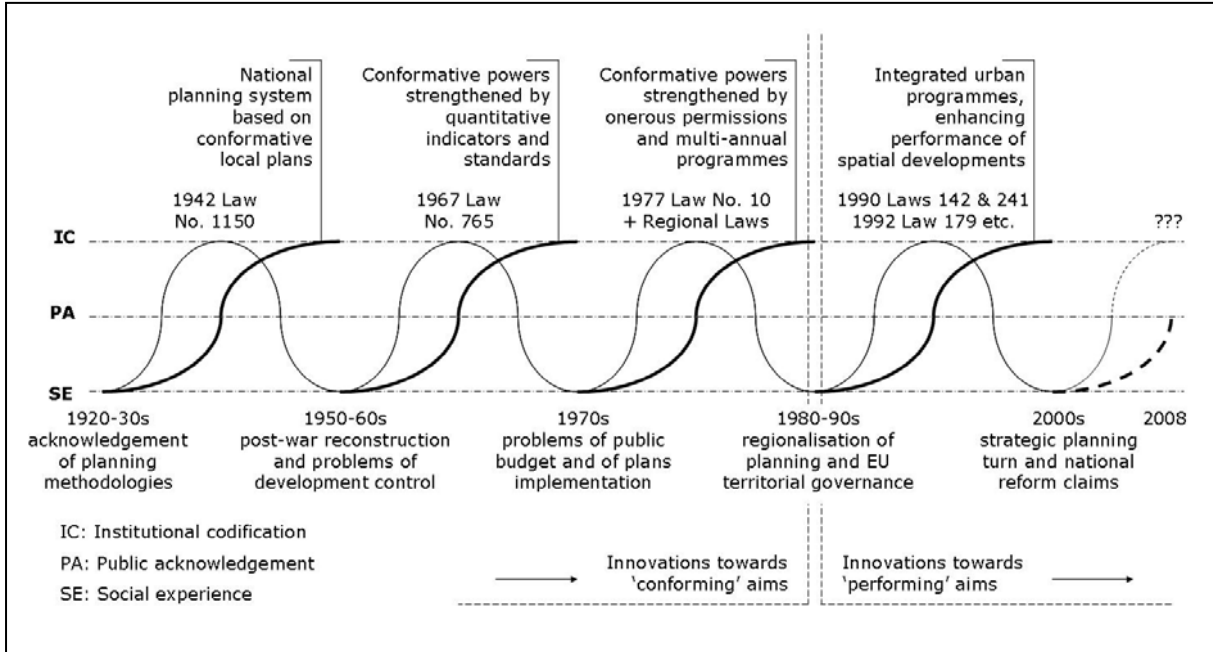 National
planning system
based on
conformative
local plans
1942 Law
No. 1150
Conformative powers
strengthened by
quantitative
indicators and
standards
1967 Law
No. 765
Conformative powers
strengthened by
onerous permissions
and multi-annual
programmes
1977 Law No. 10
+ Regional Laws
Integrated urban
programmes,
enhancing
performance of
spatial developments
1990 Laws 142 & 241
1992 Law 179 etc.
???
IC
PA
SE
1920-30s
acknowledgement
of planning
methodologies
1950-60s
post-war reconstruction
and problems of
development control
1970s
problems of public
budget and of plans
implementation
1980-90s
regionalisation of
planning and EU
territorial governance
2000s
strategic planning
turn and national
reform claims
2008
IC: Institutional codification
PA: Public acknowledgement
SE: Social experience
Innovations towards
‘conforming’ aims
Innovations towards
‘performing’ aims